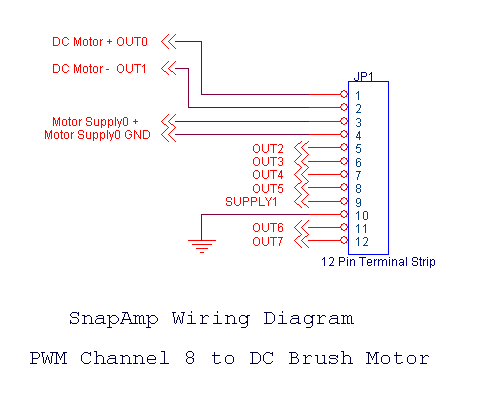 DC Motor + OUT0
DC Motor - OUT1
JP1
1
2
Motor Supply0 +
3
Motor Supply0 GND
4
OUT2
5
OUT3
6
OUT4
7
OUT5
8
SUPPLY1
9
10
OUT6
11
OUT7
12
12 Pin Terminal Strip
SnapAmp Wiring Diagram
PWM Channel 8 to DC Brush Motor